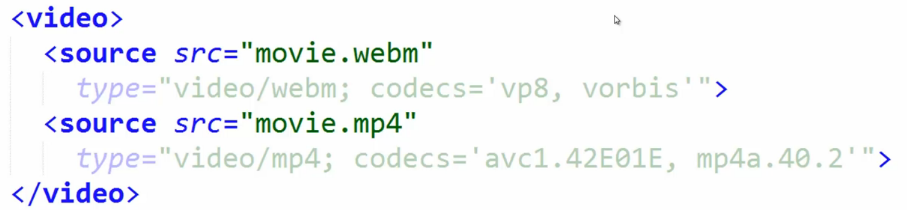 <video>
<source src="movie.webm"
type="video/webm; codecs='vp8, vorbis'">
<source src="movie.mp4"
type="video/mp4; codecs='avc1.42E01E, mp4a.40.2'">
</video>